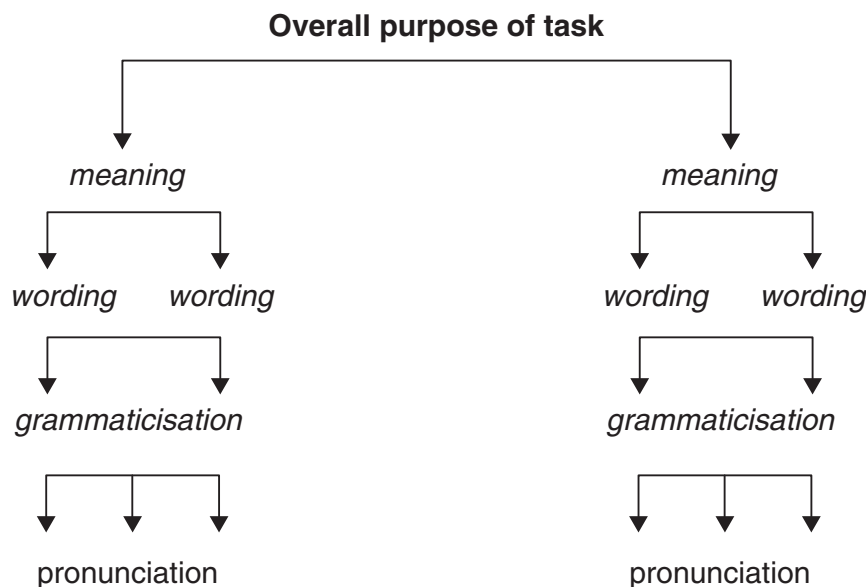 Overall purpose of task
meaning meaning
wording wording wording wording
grammaticisation grammaticisation
pronunciation pronunciation